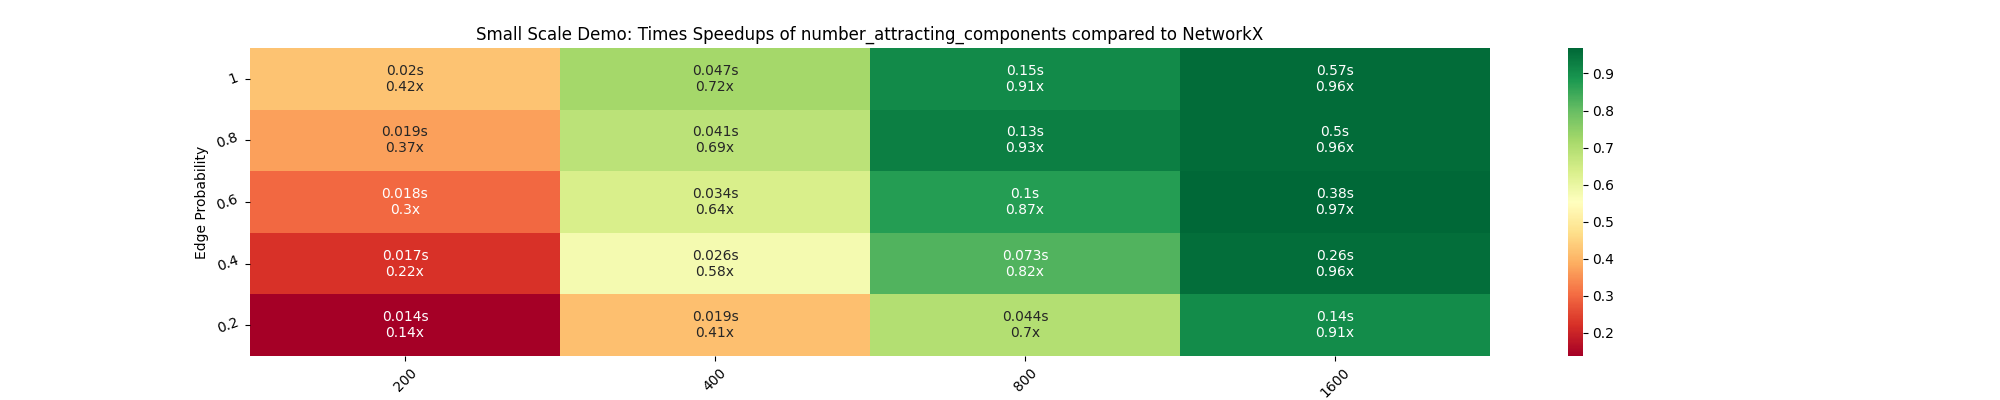 Small Scale Demo: Times Speedups of number_attracting_components compared to NetworkX
Edge Probability
1
0.02s
0.42x
0.047s
0.72x
0.15s
0.91x
0.57s
0.96x
0.8
0.019s
0.37x
0.041s
0.69x
0.13s
0.93x
0.5s
0.96x
0.6
0.018s
0.3x
0.034s
0.64x
0.1s
0.87x
0.38s
0.97x
0.4
0.017s
0.22x
0.026s
0.58x
0.073s
0.82x
0.26s
0.96x
0.2
0.014s
0.14x
0.019s
0.41x
0.044s
0.7x
0.14s
0.91x
200
400
800
1600
0.9
0.8
0.7
0.6
0.5
0.4
0.3
0.2